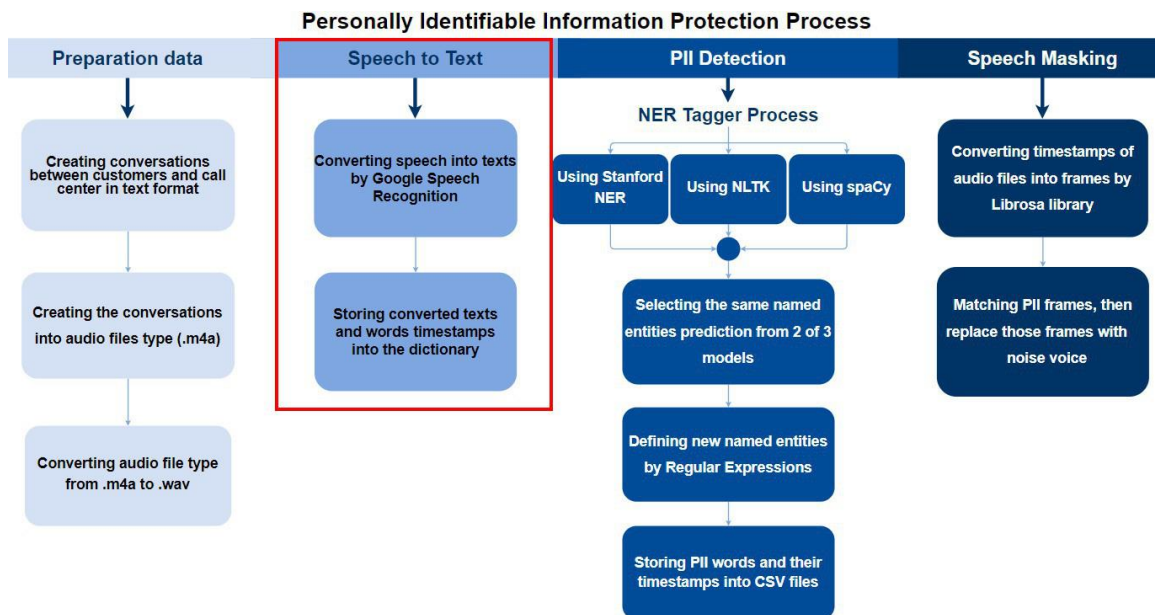 Personally Identifiable Information Protection Process
Preparation data
Creating conversations
between customers and call
center in text format
Creating the conversations
into audio files type (.m4a)
Converting audio file type
from .m4a to .wav
Speech to Text
Converting speech into texts
by Google Speech
Recognition
Storing converted texts
and words timestamps
into the dictionary
PII Detection
NER Tagger Process
Using Stanford
NER
Using NLTK
Using spaCy
Selecting the same named
entities prediction from 2 of 3
models
Defining new named entities
by Regular Expressions
Storing PII words and their
timestamps into CSV files
Speech Masking
Converting timestamps of
audio files into frames by
Librosa library
Matching PII frames, then
replace those frames with
noise voice